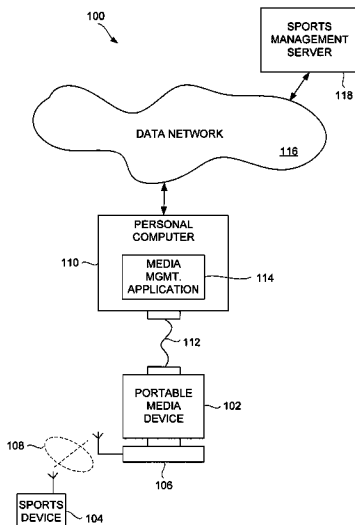 100
SPORTS
MANAGEMENT
SERVER
118
DATA NETWORK
116
PERSONAL
COMPUTER
110
MEDIA
MGMT.
APPLICATION
114
112
PORTABLE
MEDIA
DEVICE
102
108
106
SPORTS
DEVICE
104